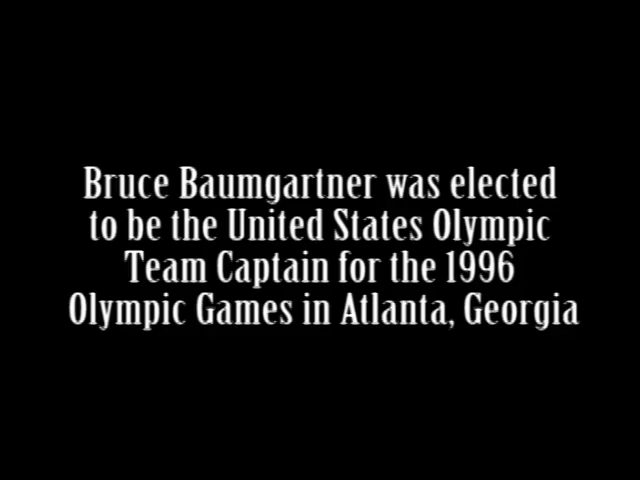 Bruce Baumgartner was elected
to be the United States Olympic
Team Captain for the 1996
Olympic Games in Atlanta, Georgia